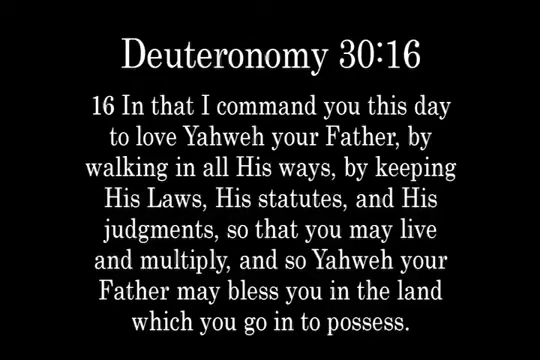 Deuteronomy 30:16
16 In that I command you this day
to love Yahweh your Father, by
walking in all His ways, by keeping
His Laws, His statutes, and His
judgments, so that you may live
and multiply, and so Yahweh your
Father may bless you in the land
which you go in to possess.